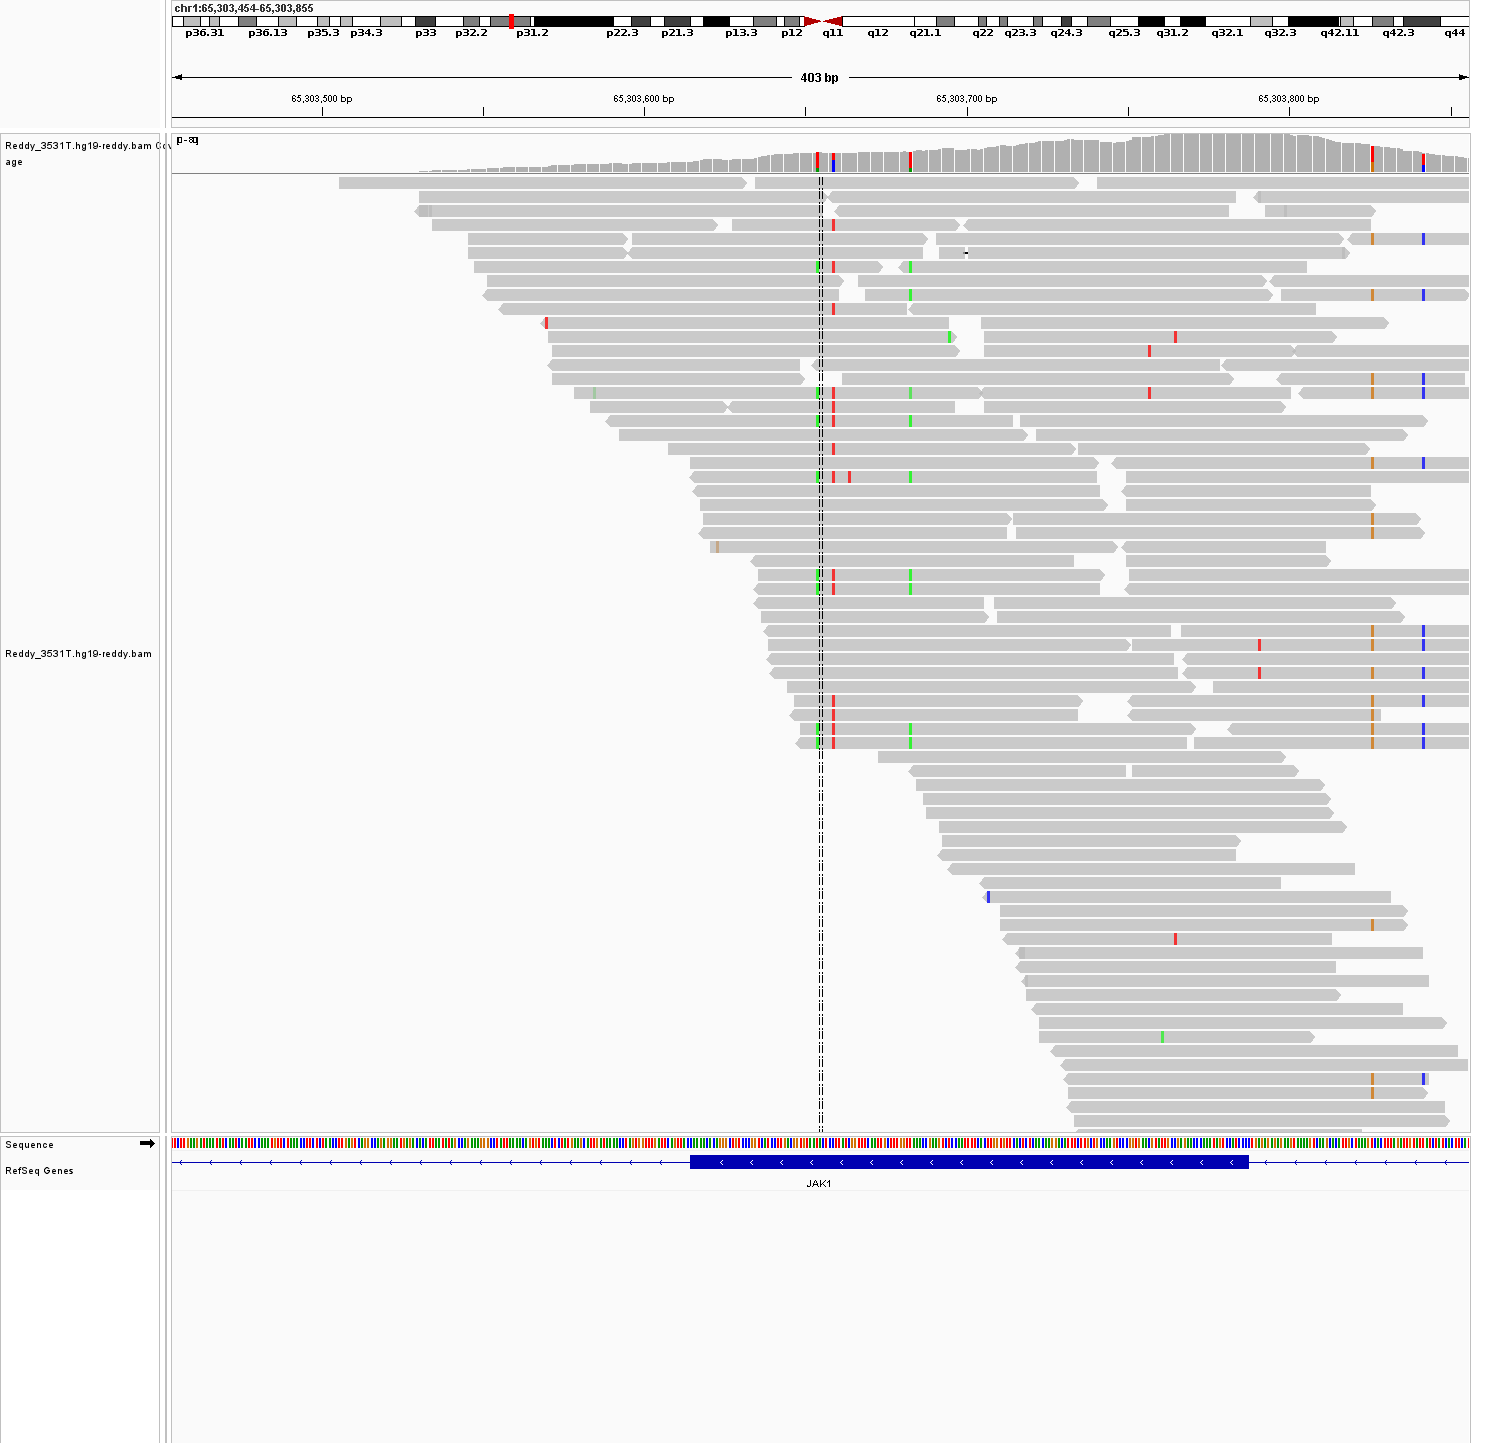 chr1:65,303,454-65,303,855
p36.31 p36.13 p35.3 p34.3 p33 p32.2 p31.2 p22.3 p21.3 p13.3 p12 q11 q12 q21.1 q22 q23.3 q24.3 q25.3 q31.2 q32.1 q32.3 q42.11 q42.3 q44
403 bp
65,303,500 bp 65,303,600 bp 65,303,700 bp 65,303,800 bp
Reddy_3531T.hg19-reddy.bam Cov
age
Reddy_3531T.hg19-reddy.bam
Sequence
RefSeq Genes
JAK1